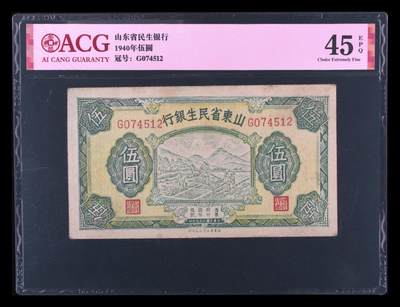 ACG
AI CANG GUARANTY
山东省民生银行
1940年伍圆
冠号: G074512
45
EPQ
Choice Extremely Fine
行銀生民省東山
G074512
G074512
伍
伍
伍圓
伍圓
伍
伍